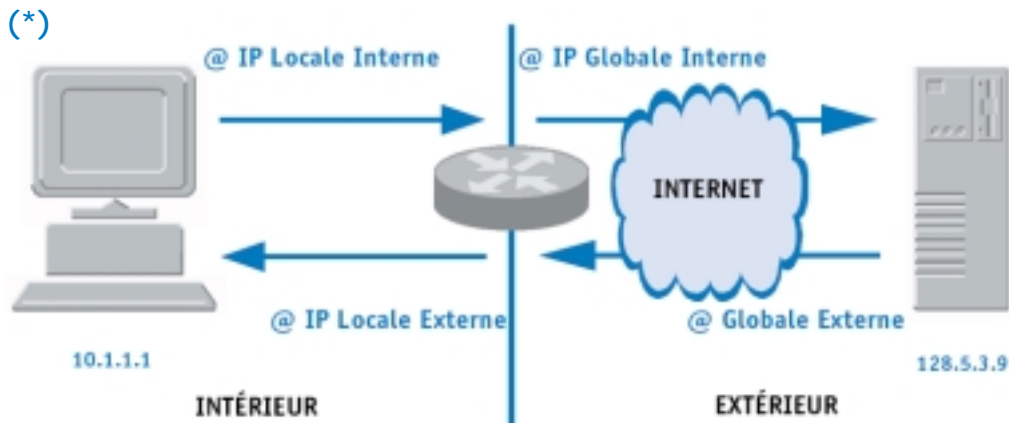 (*)
@ IP Locale Interne
@ IP Globale Interne
INTERNET
@ IP Locale Externe
@ Globale Externe
10.1.1.1
128.5.3.9
INTÉRIEUR
EXTÉRIEUR